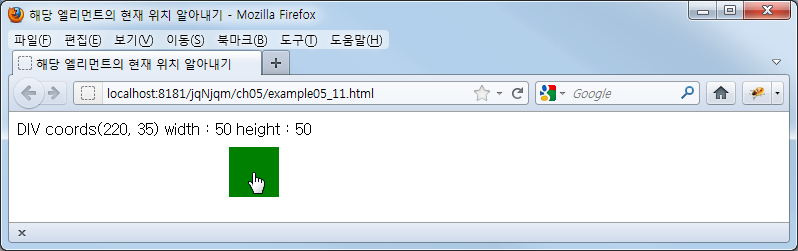 해당 엘리먼트의 현재 위치 알아내기 - Mozilla Firefox
파일(F) 편집(E) 보기(V) 이동(S) 북마크(B) 도구(T) 도움말(H)
해당 엘리먼트의 현재 위치 알아내기
localhost:8181/jqNjqm/ch05/example05_11.html Google
DIV coords(220, 35) width : 50 height : 50